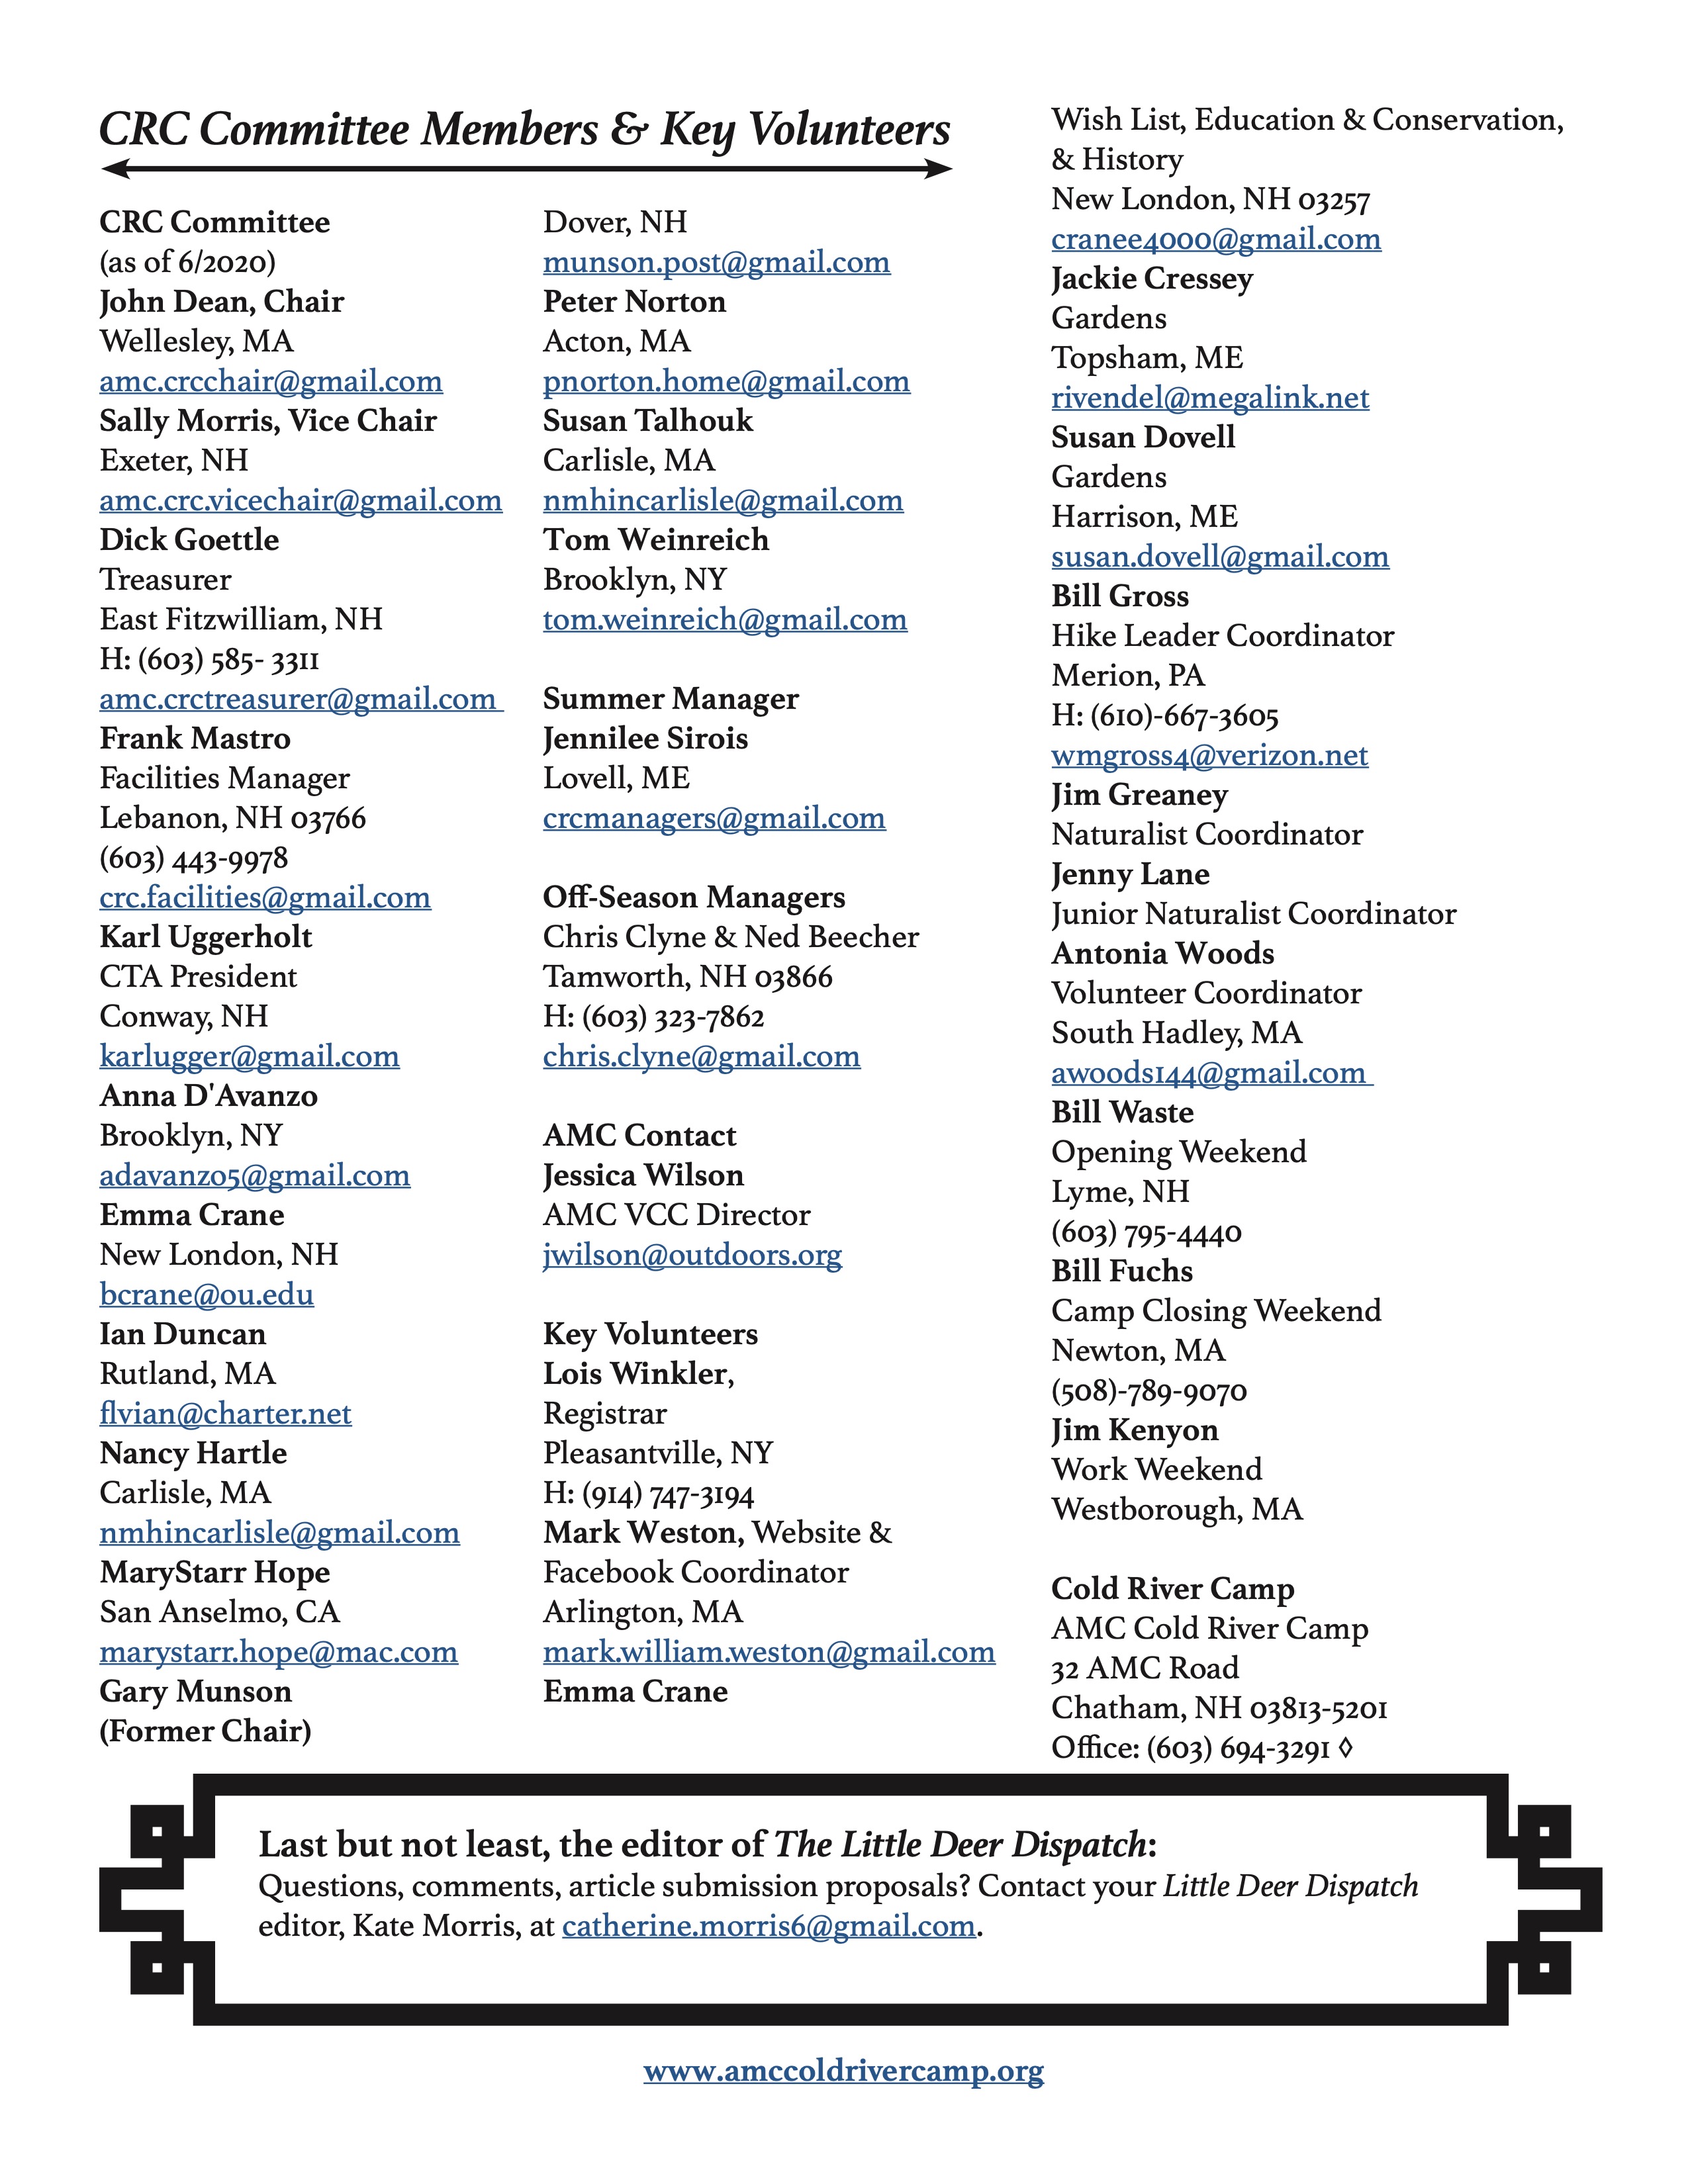 CRC Committee Members & Key Volunteers
CRC Committee
(as of 6/2020)
John Dean, Chair
Wellesley, MA
amc.crcchair@gmail.com
Sally Morris, Vice Chair
Exeter, NH
amc.crc.vicechair@gmail.com
Dick Goettle
Treasurer
East Fitzwilliam, NH
H: (603) 585- 3311
amc.crctreasurer@gmail.com
Frank Mastro
Facilities Manager
Lebanon, NH 03766
(603) 443-9978
crc.facilities@gmail.com
Karl Uggerholt
CTA President
Conway, NH
karlugger@gmail.com
Anna D'Avanzo
Brooklyn, NY
adavanzo5@gmail.com
Emma Crane
New London, NH
bcrane@ou.edu
Ian Duncan
Rutland, MA
flvian@charter.net
Nancy Hartle
Carlisle, MA
nmhincarlisle@gmail.com
MaryStarr Hope
San Anselmo, CA
marystarr.hope@mac.com
Gary Munson
(Former Chair)
Dover, NH
munson.post@gmail.com
Peter Norton
Acton, MA
pnorton.home@gmail.com
Susan Talhouk
Carlisle, MA
nmhincarlisle@gmail.com
Tom Weinreich
Brooklyn, NY
tom.weinreich@gmail.com
Summer Manager
Jennilee Sirois
Lovell, ME
crcmanagers@gmail.com
Off-Season Managers
Chris Clyne & Ned Beecher
Tamworth, NH 03866
H: (603) 323-7862
chris.clyne@gmail.com
AMC Contact
Jessica Wilson
AMC VCC Director
jwilson@outdoors.org
Key Volunteers
Lois Winkler,
Registrar
Pleasantville, NY
H: (914) 747-3194
Mark Weston, Website &
Facebook Coordinator
Arlington, MA
mark.william.weston@gmail.com
Emma Crane
Wish List, Education & Conservation,
& History
New London, NH 03257
cranee4000@gmail.com
Jackie Cressey
Gardens
Topsham, ME
rivendel@megalink.net
Susan Dovell
Gardens
Harrison, ME
susan.dovell@gmail.com
Bill Gross
Hike Leader Coordinator
Merion, PA
H: (610)-667-3605
wmgross4@verizon.net
Jim Greaney
Naturalist Coordinator
Jenny Lane
Junior Naturalist Coordinator
Antonia Woods
Volunteer Coordinator
South Hadley, MA
awoods144@gmail.com
Bill Waste
Opening Weekend
Lyme, NH
(603) 795-4440
Bill Fuchs
Camp Closing Weekend
Newton, MA
(508)-789-9070
Jim Kenyon
Work Weekend
Westborough, MA
Cold River Camp
AMC Cold River Camp
32 AMC Road
Chatham, NH 03813-5201
Office: (603) 694-3291 ◊
Last but not least, the editor of The Little Deer Dispatch:
Questions, comments, article submission proposals? Contact your Little Deer Dispatch
editor, Kate Morris, at catherine.morris6@gmail.com.
www.amccoldrivercamp.org